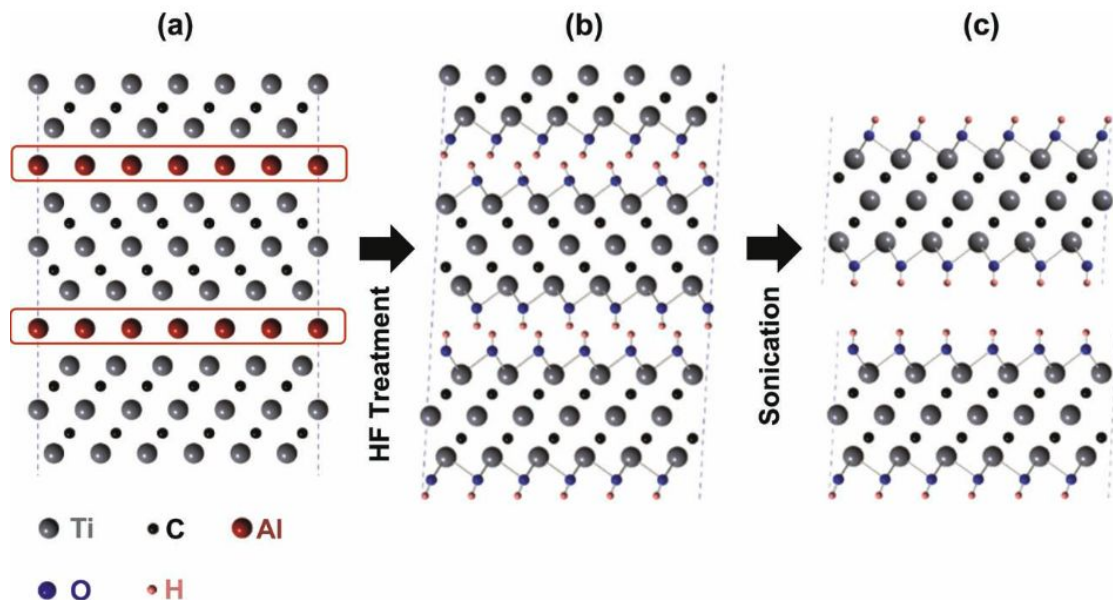 (a)
(b)
(c)
HF Treatment
Sonication
Ti
C
Al
O
H